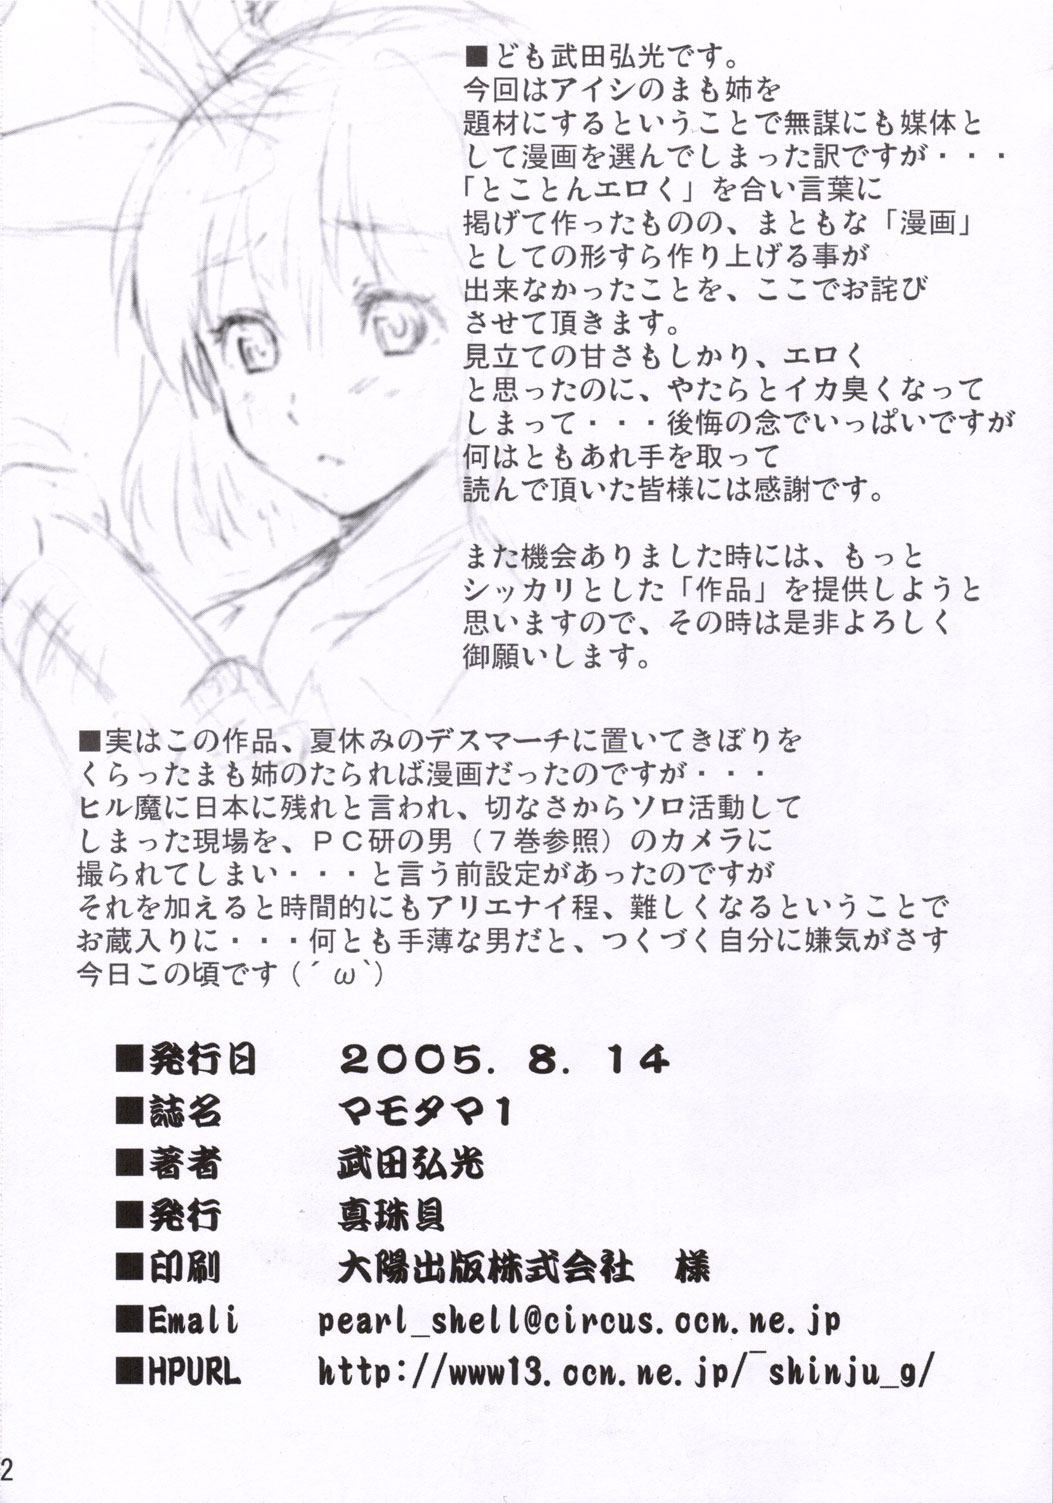 ■ども武田弘光です。
今回はアイシのまも姉を
題材にするということで無謀にも媒体と
して漫画を選んでしまった訳ですが・・・
「とことんエロく」を合い言葉に
掲げて作ったものの、まともな「漫画」
としての形すら作り上げる事が
出来なかったことを、ここでお詫び
させて頂きます。
見立ての甘さもしかり、エロく
と思ったのに、やたらとイカ臭くなって
しまって・・・後悔の念でいっぱいですが
何はともあれ手を取って
読んで頂いた皆様には感謝です。
また機会ありました時には、もっと
シッカリとした「作品」を提供しようと
思いますので、その時は是非よろしく
御願いします。
■実はこの作品、夏休みのデスマーチに置いてきぼりを
くらったまも姉のたられば漫画だったのですが・・・
ヒル魔に日本に残れと言われ、切なさからソロ活動して
しまった現場を、ＰＣ研の男（７巻参照）のカメラに
撮られてしまい・・・と言う前設定があったのですが
それを加えると時間的にもアリエナイ程、難しくなるということで
お蔵入りに・・・何とも手薄な男だと、つくづく自分に嫌気がさす
今日この頃です（´ω`）
■発行日 ２００５．８．１４
■誌名 マモタマ１
■著者 武田弘光
■発行 真珠貝
■印刷 大陽出版株式会社 様
■Emali pearl_shell@circus.ocn.ne.jp
■HPURL http://www13.ocn.ne.jp/‾shinju_g/
2